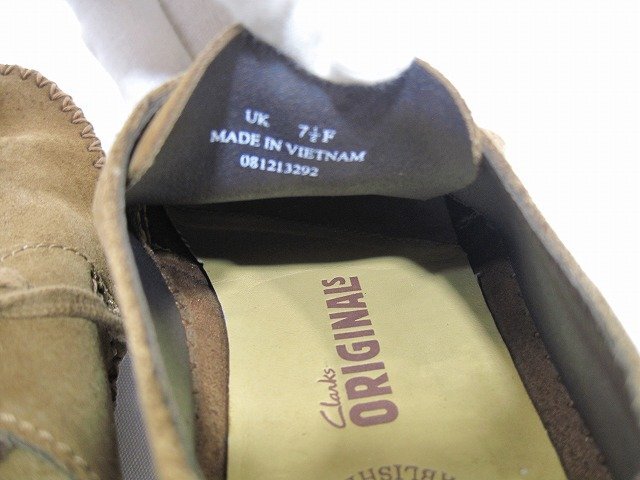 UK 7½F
MADE IN VIETNAM
081213292
Clarks
ORIGINALS